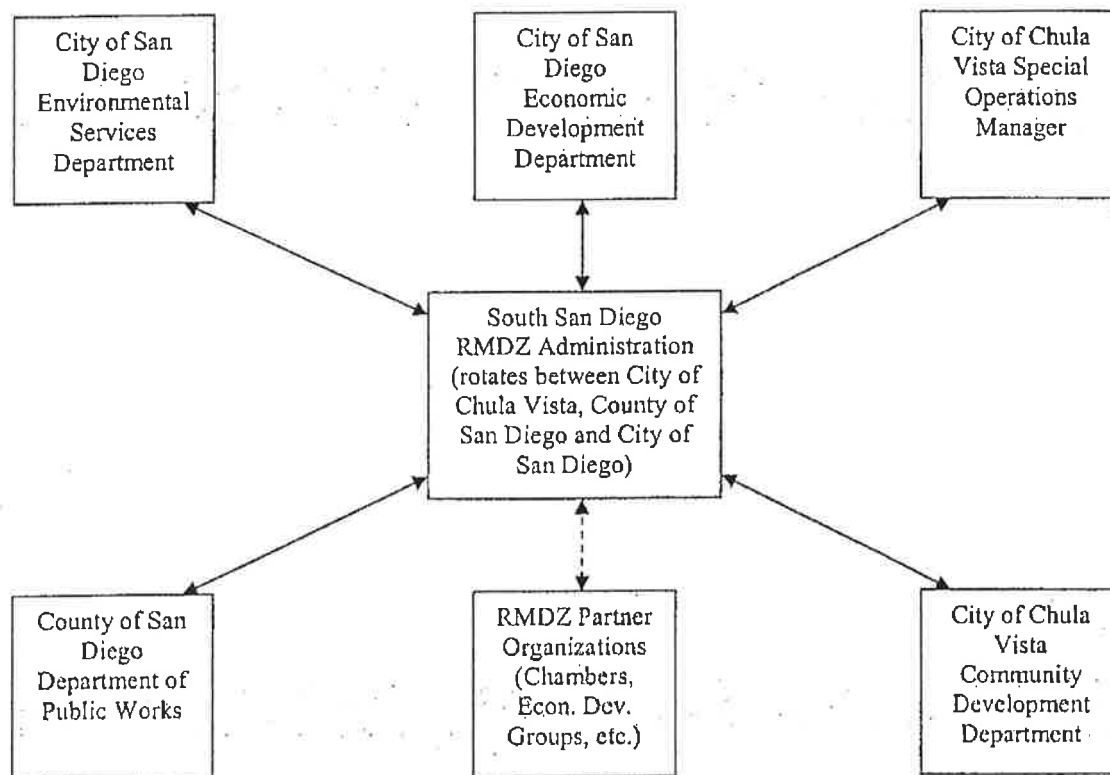 City of San
Diego
Environmental
Services
Department
City of San
Diego
Economic
Development
Department
City of Chula
Vista Special
Operations
Manager
South San Diego
RMDZ Administration
(rotates between City of
Chula Vista, County of
San Diego and City of
San Diego)
County of San
Diego
Department of
Public Works
RMDZ Partner
Organizations
(Chambers,
Econ. Dev.
Groups, etc.)
City of Chula
Vista
Community
Development
Department